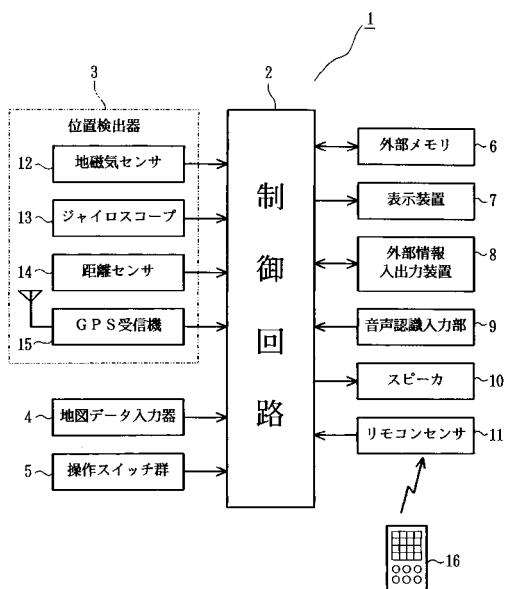 1
3
2
位置検出器
12
地磁気センサ
13
ジャイロスコープ
14
距離センサ
15
GPS受信機
4
地図データ入力器
5
操作スイッチ群
制御回路
外部メモリ
6
表示装置
7
外部情報
入出力装置
8
音声認識入力部
9
スピーカ
10
リモコンセンサ
11
16